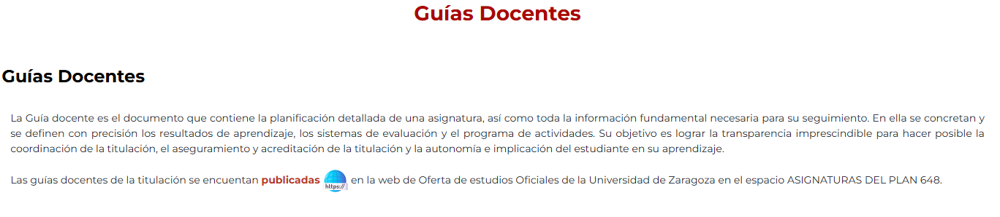 Guías Docentes
Guías Docentes
La Guía docente es el documento que contiene la planificación detallada de una asignatura, así como toda la información fundamental necesaria para su seguimiento. En ella se concretan y
se definen con precisión los resultados de aprendizaje, los sistemas de evaluación y el programa de actividades. Su objetivo es lograr la transparencia imprescindible para hacer posible la
coordinación de la titulación, el aseguramiento y acreditación de la titulación y la autonomía e implicación del estudiante en su aprendizaje.
Las guías docentes de la titulación se encuentan publicadas https:// en la web de Oferta de estudios Oficiales de la Universidad de Zaragoza en el espacio ASIGNATURAS DEL PLAN 648.